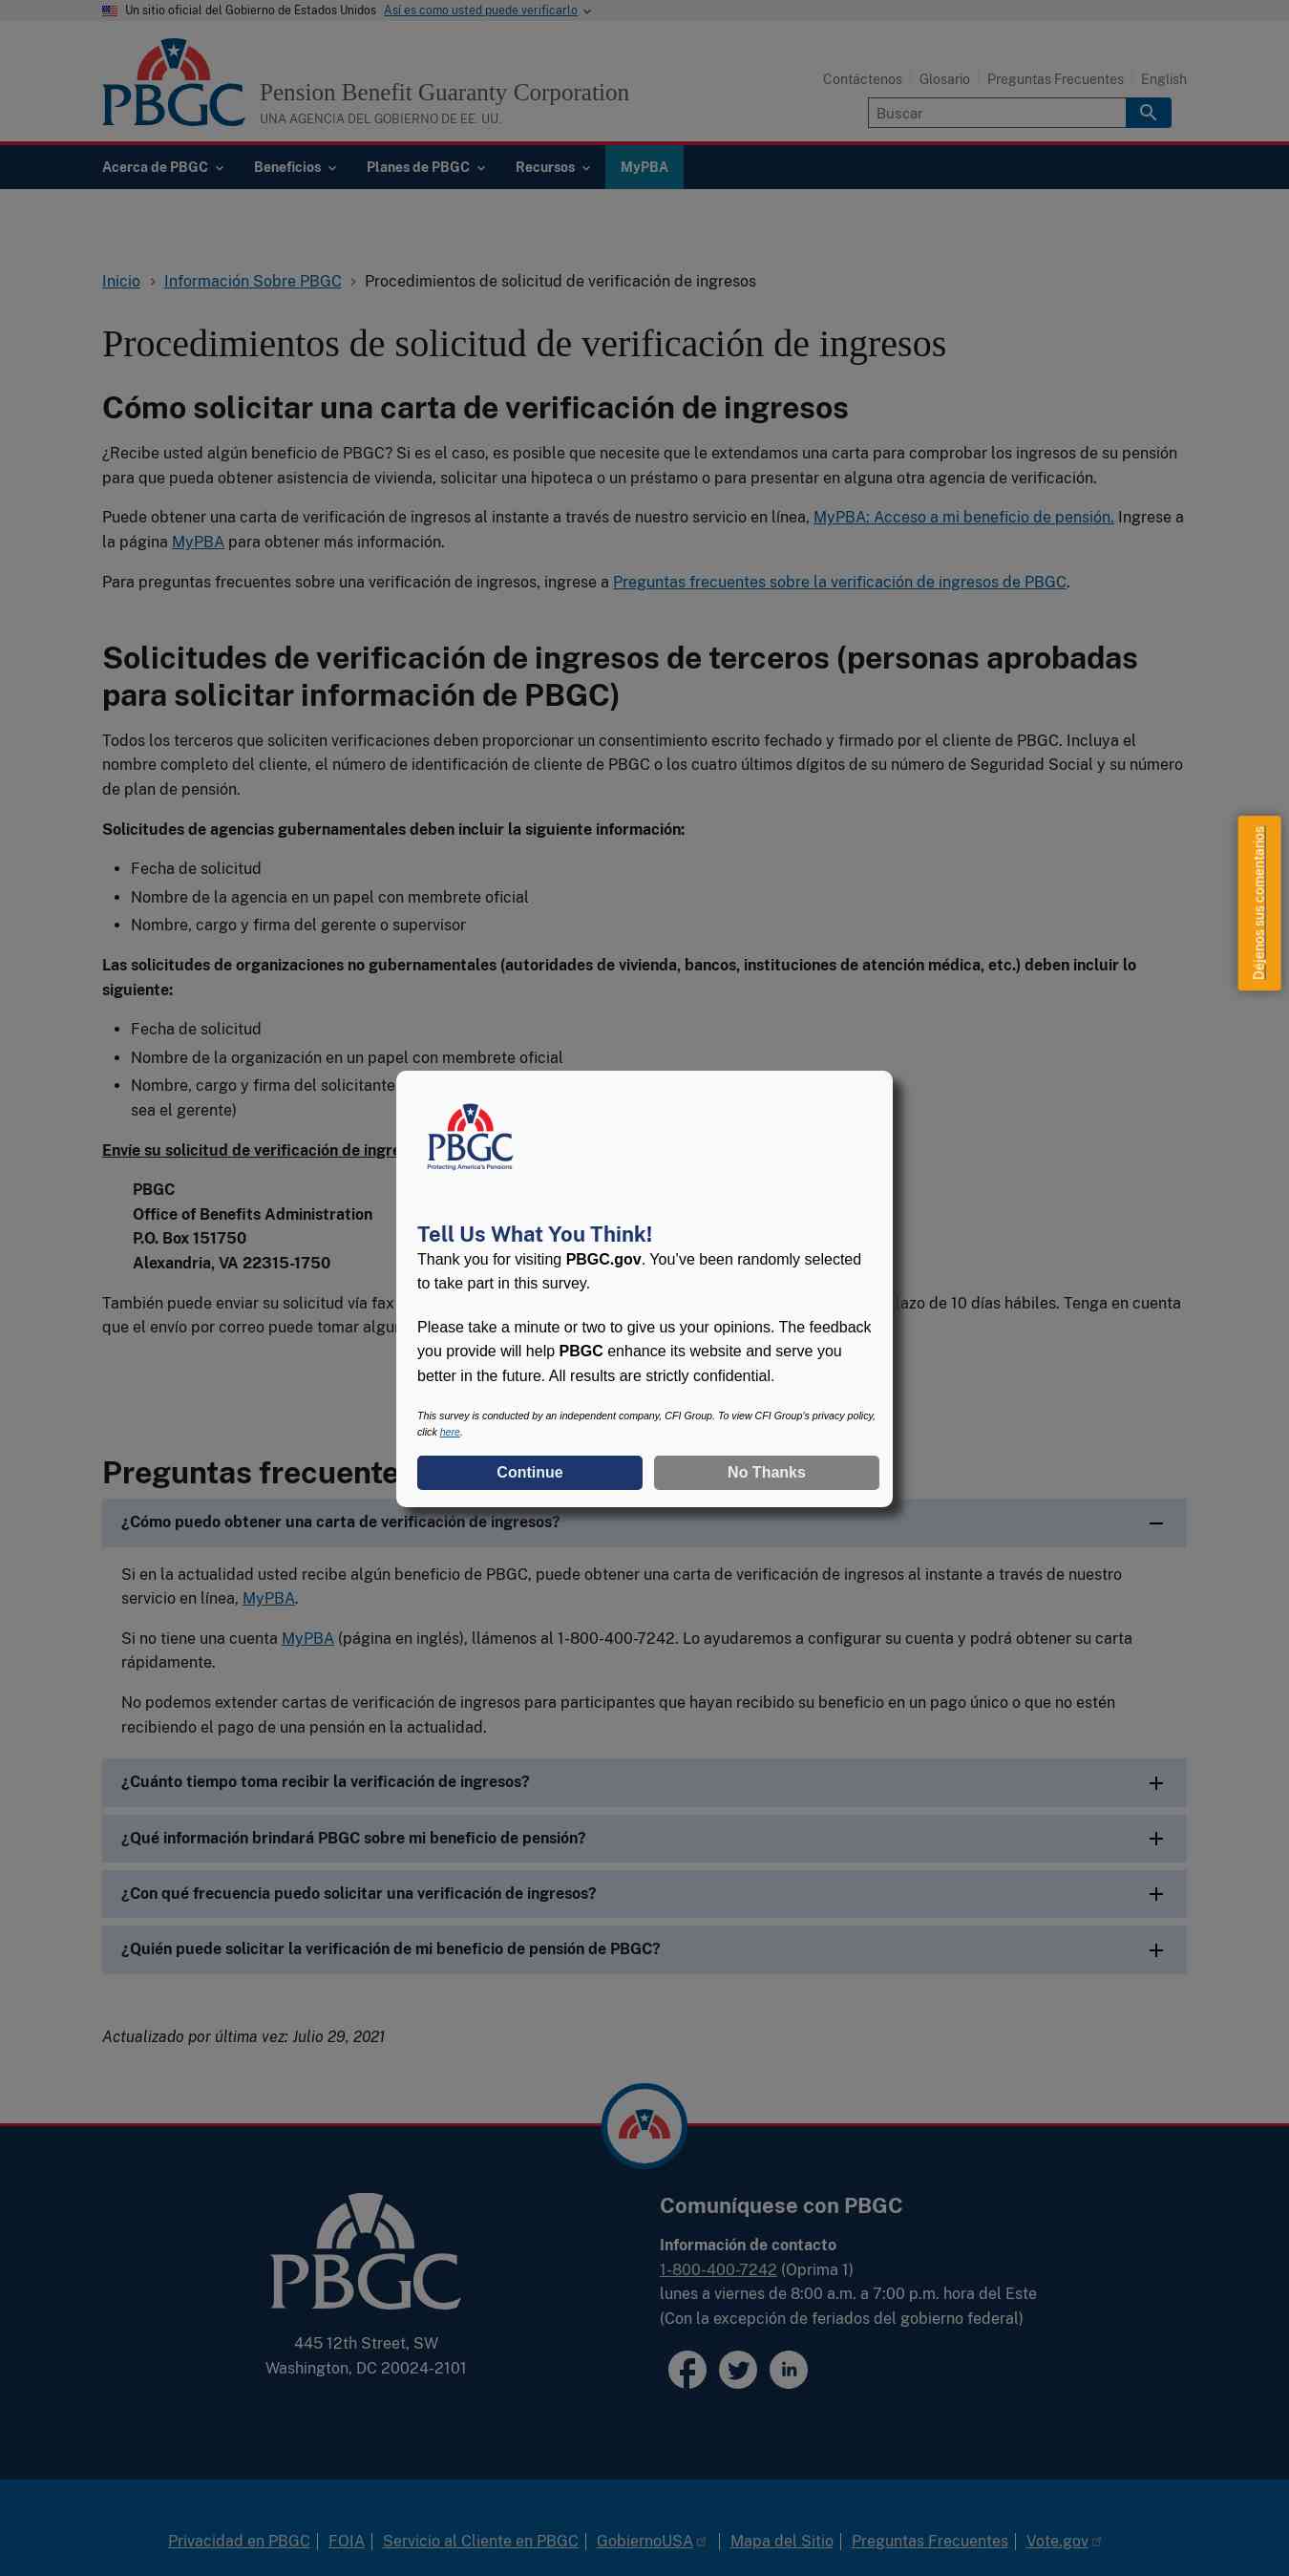 Un sitio oficial del Gobierno de Estados Unidos Así es como usted puede verificarlo
PBGC
Pension Benefit Guaranty Corporation
UNA AGENCIA DEL GOBIERNO DE EE. UU.
Contáctenos Glosario Preguntas Frecuentes English
Buscar
Acerca de PBGC Beneficios Planes de PBGC Recursos MyPBA
Inicio Información Sobre PBGC Procedimientos de solicitud de verificación de ingresos
Procedimientos de solicitud de verificación de ingresos
Cómo solicitar una carta de verificación de ingresos
¿Recibe usted algún beneficio de PBGC? Si es el caso, es posible que necesite que le extendamos una carta para comprobar los ingresos de su pensión
para que pueda obtener asistencia de vivienda, solicitar una hipoteca o un préstamo o para presentar en alguna otra agencia de verificación.
Puede obtener una carta de verificación de ingresos al instante a través de nuestro servicio en línea, MyPBA: Acceso a mi beneficio de pensión. Ingrese a
la página MyPBA para obtener más información.
Para preguntas frecuentes sobre una verificación de ingresos, ingrese a Preguntas frecuentes sobre la verificación de ingresos de PBGC.
Solicitudes de verificación de ingresos de terceros (personas aprobadas
para solicitar información de PBGC)
Todos los terceros que soliciten verificaciones deben proporcionar un consentimiento escrito fechado y firmado por el cliente de PBGC. Incluya el
nombre completo del cliente, el número de identificación de cliente de PBGC o los cuatro últimos dígitos de su número de Seguridad Social y su número
de plan de pensión.
Déjenos sus comentarios
Solicitudes de agencias gubernamentales deben incluir la siguiente información:
• Fecha de solicitud
• Nombre de la agencia en un papel con membrete oficial
• Nombre, cargo y firma del gerente o supervisor
Las solicitudes de organizaciones no gubernamentales (autoridades de vivienda, bancos, instituciones de atención médica, etc.) deben incluir lo
siguiente:
• Fecha de solicitud
• Nombre de la organización en un papel con membrete oficial
• Nombre, cargo y firma del solicitante
sea el gerente)
Envíe su solicitud de verificación de ingre
PBGC
Office of Benefits Administration
P.O. Box 151750
Alexandria, VA 22315-1750
También puede enviar su solicitud vía fax
azo de 10 días hábiles. Tenga en cuenta
que el envío por correo puede tomar algu
PBGC
Protecting America's Pensions
Tell Us What You Think!
Thank you for visiting PBGC.gov. You've been randomly selected
to take part in this survey.
Please take a minute or two to give us your opinions. The feedback
you provide will help PBGC enhance its website and serve you
better in the future. All results are strictly confidential.
This survey is conducted by an independent company, CFI Group. To view CFI Group's privacy policy,
click here.
Continue No Thanks
Preguntas frecuente
¿Cómo puedo obtener una carta de verificación de ingresos?
Si en la actualidad usted recibe algún beneficio de PBGC, puede obtener una carta de verificación de ingresos al instante a través de nuestro
servicio en línea, MyPBA.
Si no tiene una cuenta MyPBA (página en inglés), llámenos al 1-800-400-7242. Lo ayudaremos a configurar su cuenta y podrá obtener su carta
rápidamente.
No podemos extender cartas de verificación de ingresos para participantes que hayan recibido su beneficio en un pago único o que no estén
recibiendo el pago de una pensión en la actualidad.
¿Cuánto tiempo toma recibir la verificación de ingresos?
¿Qué información brindará PBGC sobre mi beneficio de pensión?
¿Con qué frecuencia puedo solicitar una verificación de ingresos?
¿Quién puede solicitar la verificación de mi beneficio de pensión de PBGC?
Actualizado por última vez: Julio 29, 2021
PBGC
445 12th Street, SW
Washington, DC 20024-2101
Comuníquese con PBGC
Información de contacto
1-800-400-7242 (Oprima 1)
lunes a viernes de 8:00 a.m. a 7:00 p.m. hora del Este
(Con la excepción de feriados del gobierno federal)
Privacidad en PBGC FOIA Servicio al Cliente en PBGC GobiernoUSA Mapa del Sitio Preguntas Frecuentes Vote.gov